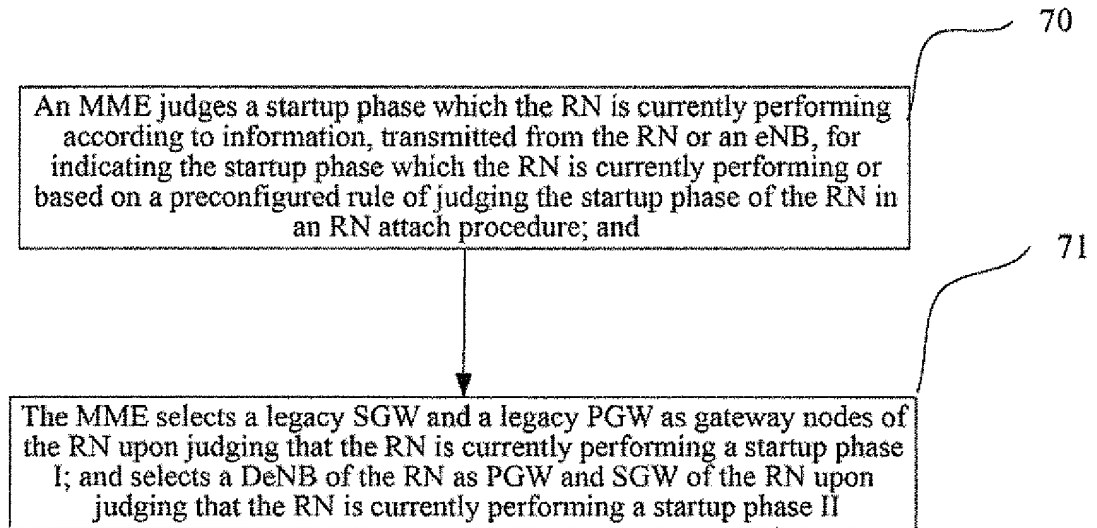 70
An MME judges a startup phase which the RN is currently performing
according to information, transmitted from the RN or an eNB, for
indicating the startup phase which the RN is currently performing or
based on a preconfigured rule of judging the startup phase of the RN in
an RN attach procedure; and
71
The MME selects a legacy SGW and a legacy PGW as gateway nodes of
the RN upon judging that the RN is currently performing a startup phase
I; and selects a DeNB of the RN as PGW and SGW of the RN upon
judging that the RN is currently performing a startup phase II